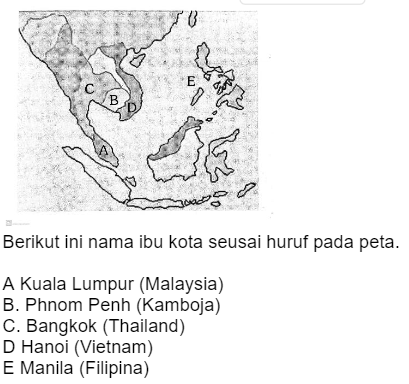 E
C
B
D
A
Berikut ini nama ibu kota seusai huruf pada peta.
A Kuala Lumpur (Malaysia)
B. Phnom Penh (Kamboja)
C. Bangkok (Thailand)
D Hanoi (Vietnam)
E Manila (Filipina)